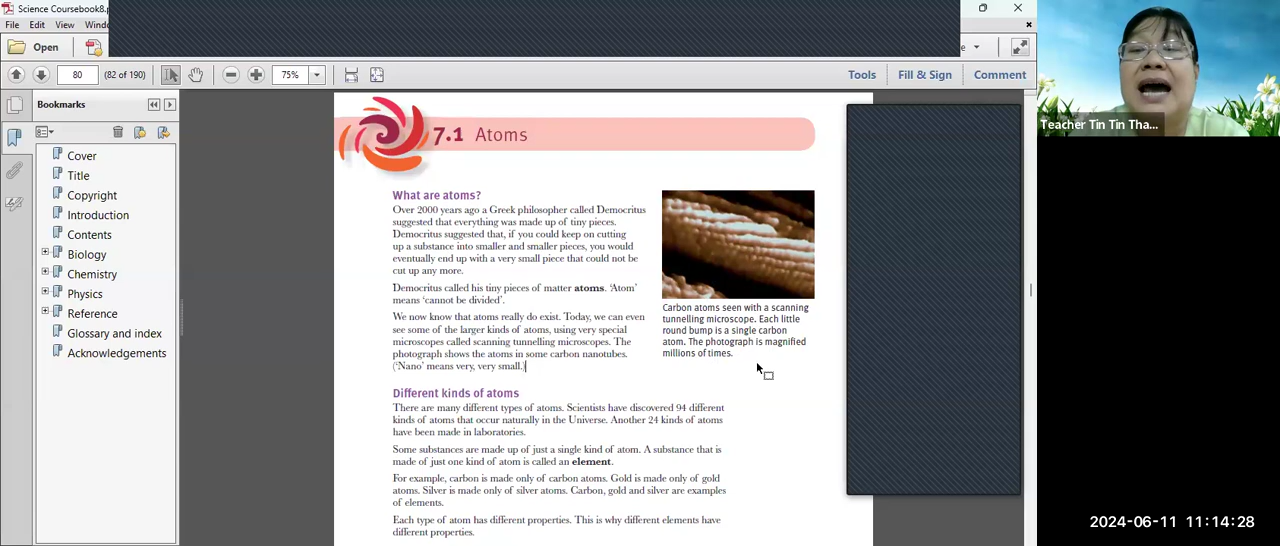 Science Coursebook8.p
File Edit View Windo
Open
80 (82 of 190) 75% Tools Fill & Sign Comment
Bookmarks
Cover
Title
Copyright
Introduction
Contents
Biology
Chemistry
Physics
Reference
Glossary and index
Acknowledgements
7.1 Atoms
What are atoms?
Over 2000 years ago a Greek philosopher called Democritus
suggested that everything was made up of tiny pieces.
Democritus suggested that, if you could keep on cutting
up a substance into smaller and smaller pieces, you would
eventually end up with a very small piece that could not be
cut up any more.
Democritus called his tiny pieces of matter atoms. ‘Atom’
means ‘cannot be divided’.
We now know that atoms really do exist. Today, we can even
see some of the larger kinds of atoms, using very special
microscopes called scanning tunnelling microscopes. The
photograph shows the atoms in some carbon nanotubes.
(‘Nano’ means very, very small.)
Carbon atoms seen with a scanning
tunnelling microscope. Each little
round bump is a single carbon
atom. The photograph is magnified
millions of times.
Different kinds of atoms
There are many different types of atoms. Scientists have discovered 94 different
kinds of atoms that occur naturally in the Universe. Another 24 kinds of atoms
have been made in laboratories.
Some substances are made up of just a single kind of atom. A substance that is
made of just one kind of atom is called an element.
For example, carbon is made only of carbon atoms. Gold is made only of gold
atoms. Silver is made only of silver atoms. Carbon, gold and silver are examples
of elements.
Each type of atom has different properties. This is why different elements have
different properties.
Teacher Tin Tin Tha...
2024-06-11 11:14:28